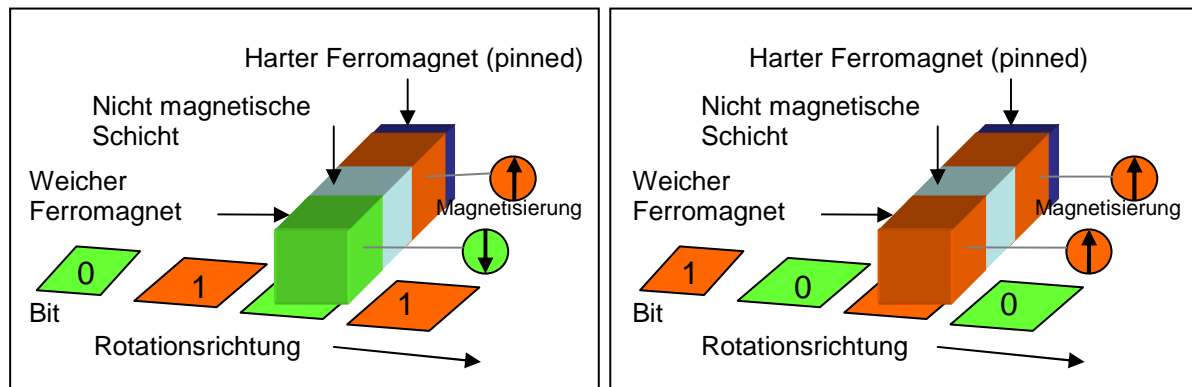 Harter Ferromagnet (pinned)
Nicht magnetische
Schicht
Weicher
Ferromagnet
Magnetisierung
0
1
1
Bit
Rotationsrichtung
Harter Ferromagnet (pinned)
Nicht magnetische
Schicht
Weicher
Ferromagnet
Magnetisierung
1
0
0
Bit
Rotationsrichtung